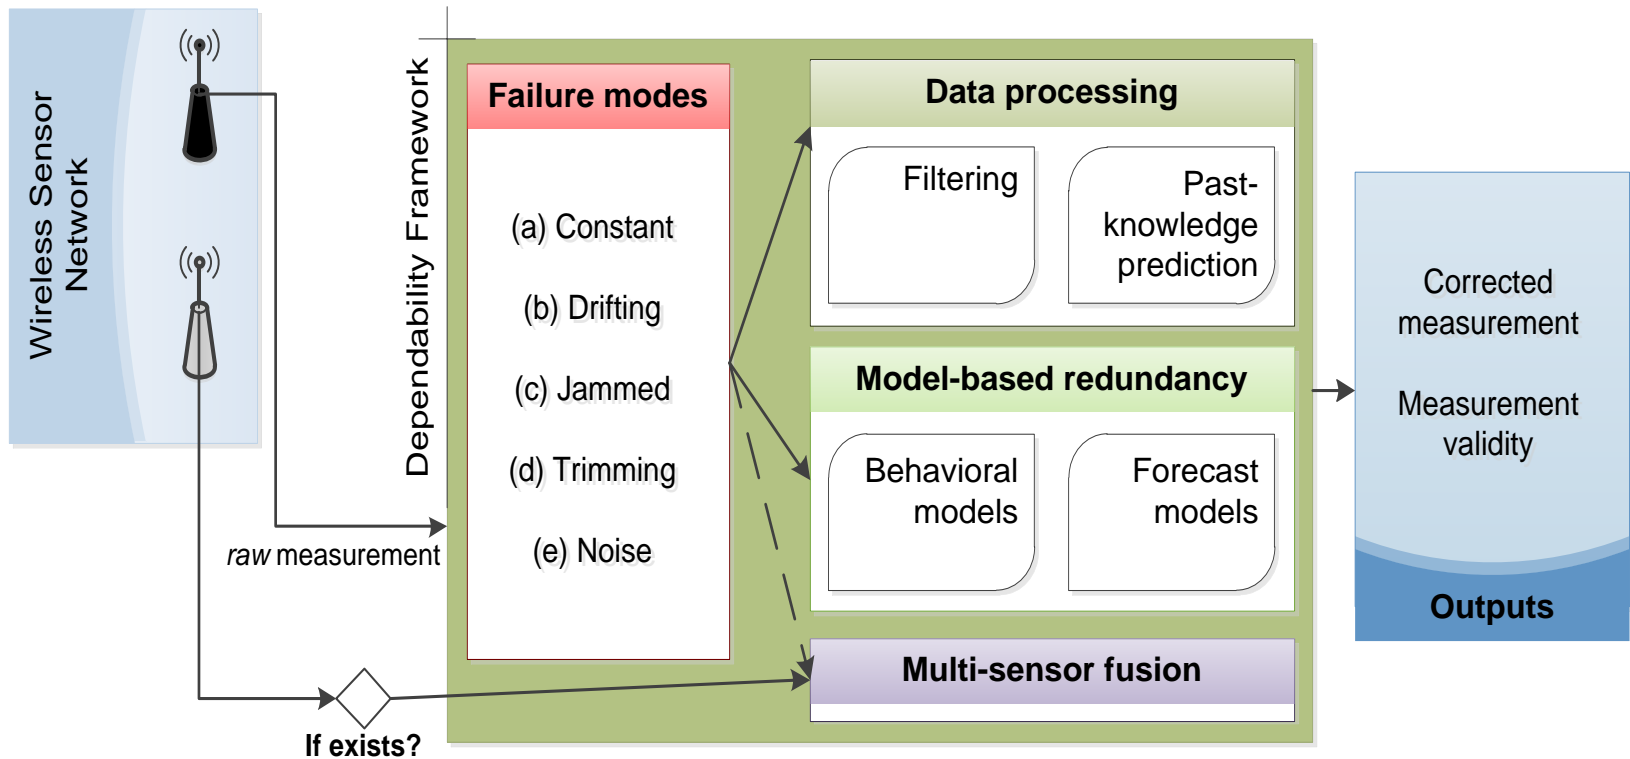 Wireless Sensor
Network
raw measurement
If exists?
Dependability Framework
Failure modes
(a) Constant
(b) Drifting
(c) Jammed
(d) Trimming
(e) Noise
Data processing
Filtering
Past-
knowledge
prediction
Model-based redundancy
Behavioral
models
Forecast
models
Multi-sensor fusion
Corrected
measurement
Measurement
validity
Outputs